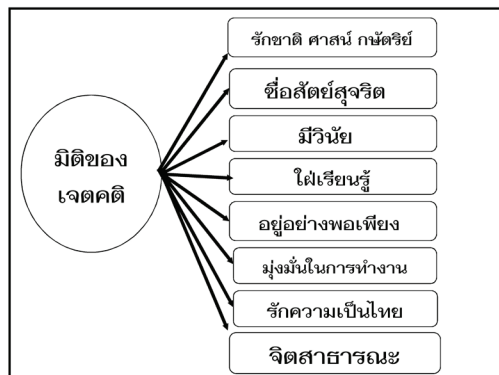 มิติของ
เจตคติ
รักชาติ ศาสน์ กษัตริย์
ซื่อสัตย์สุจริต
มีวินัย
ใฝ่เรียนรู้
อยู่อย่างพอเพียง
มุ่งมั่นในการทำงาน
รักความเป็นไทย
จิตสาธารณะ